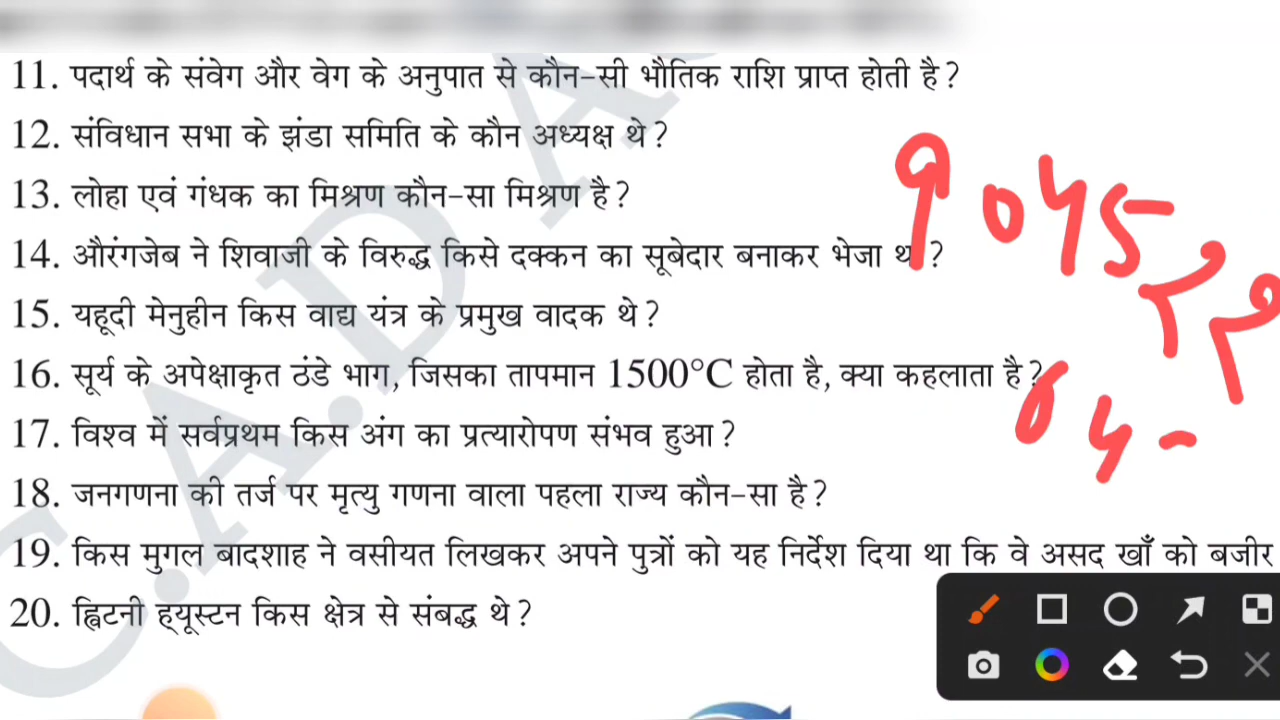 11. पदार्थ के संवेग और वेग के अनुपात से कौन-सी भौतिक राशि प्राप्त होती है?
12. संविधान सभा के झंडा समिति के कौन अध्यक्ष थे?
13. लोहा एवं गंधक का मिश्रण कौन-सा मिश्रण है?
14. औरंगजेब ने शिवाजी के विरुद्ध किसे दक्कन का सूबेदार बनाकर भेजा था?
15. यहूदी मेनुहीन किस वाद्य यंत्र के प्रमुख वादक थे?
16. सूर्य के अपेक्षाकृत ठंडे भाग, जिसका तापमान 1500°C होता है, क्या कहलाता है?
17. विश्व में सर्वप्रथम किस अंग का प्रत्यारोपण संभव हुआ?
18. जनगणना की तर्ज पर मृत्यु गणना वाला पहला राज्य कौन-सा है?
19. किस मुगल बादशाह ने वसीयत लिखकर अपने पुत्रों को यह निर्देश दिया था कि वे असद खाँ को बजीर
20. ह्विटनी ह्यूस्टन किस क्षेत्र से संबद्ध थे?